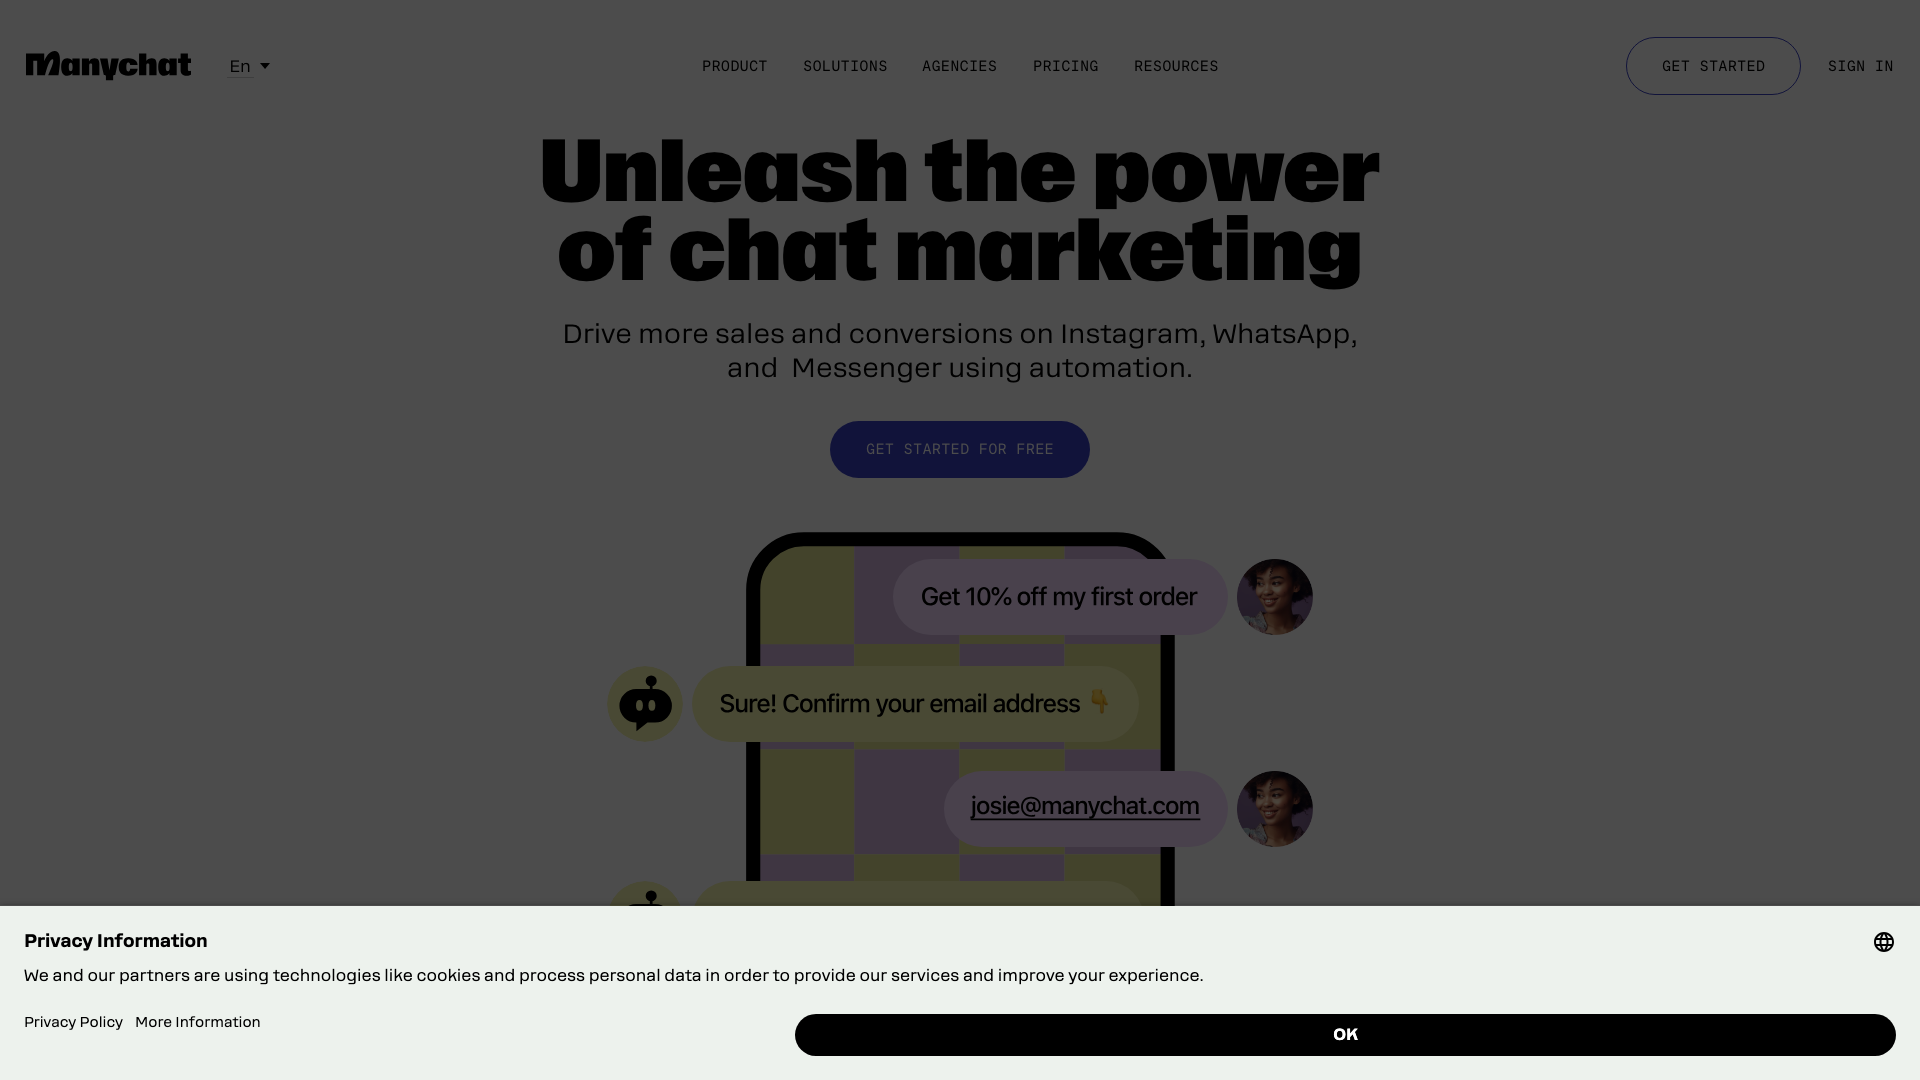 Manychat
En
PRODUCT
SOLUTIONS
AGENCIES
PRICING
RESOURCES
GET STARTED
SIGN IN
Unleash the power
of chat marketing
Drive more sales and conversions on Instagram, WhatsApp,
and Messenger using automation.
GET STARTED FOR FREE
Get 10% off my first order
Sure! Confirm your email address 👇
josie@manychat.com
Privacy Information
We and our partners are using technologies like cookies and process personal data in order to provide our services and improve your experience.
Privacy Policy
More Information
OK